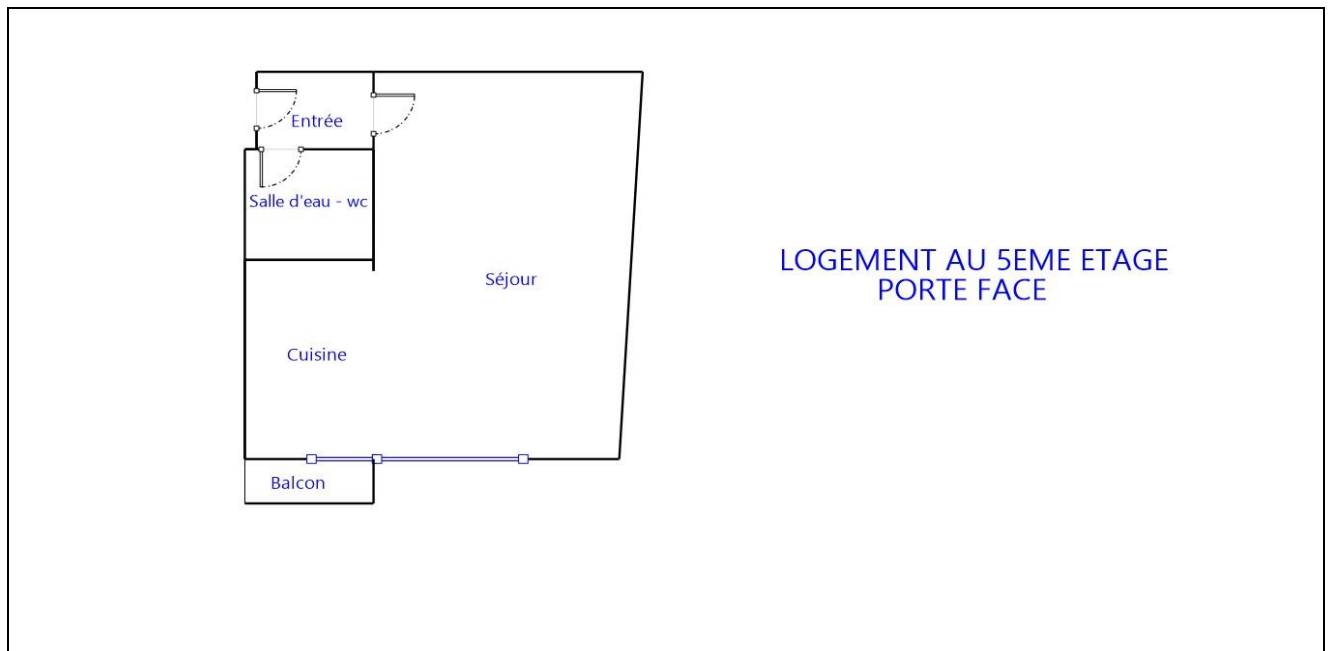 Entrée
Salle d'eau - wc
Séjour
Cuisine
Balcon
LOGEMENT AU 5EME ETAGE
PORTE FACE